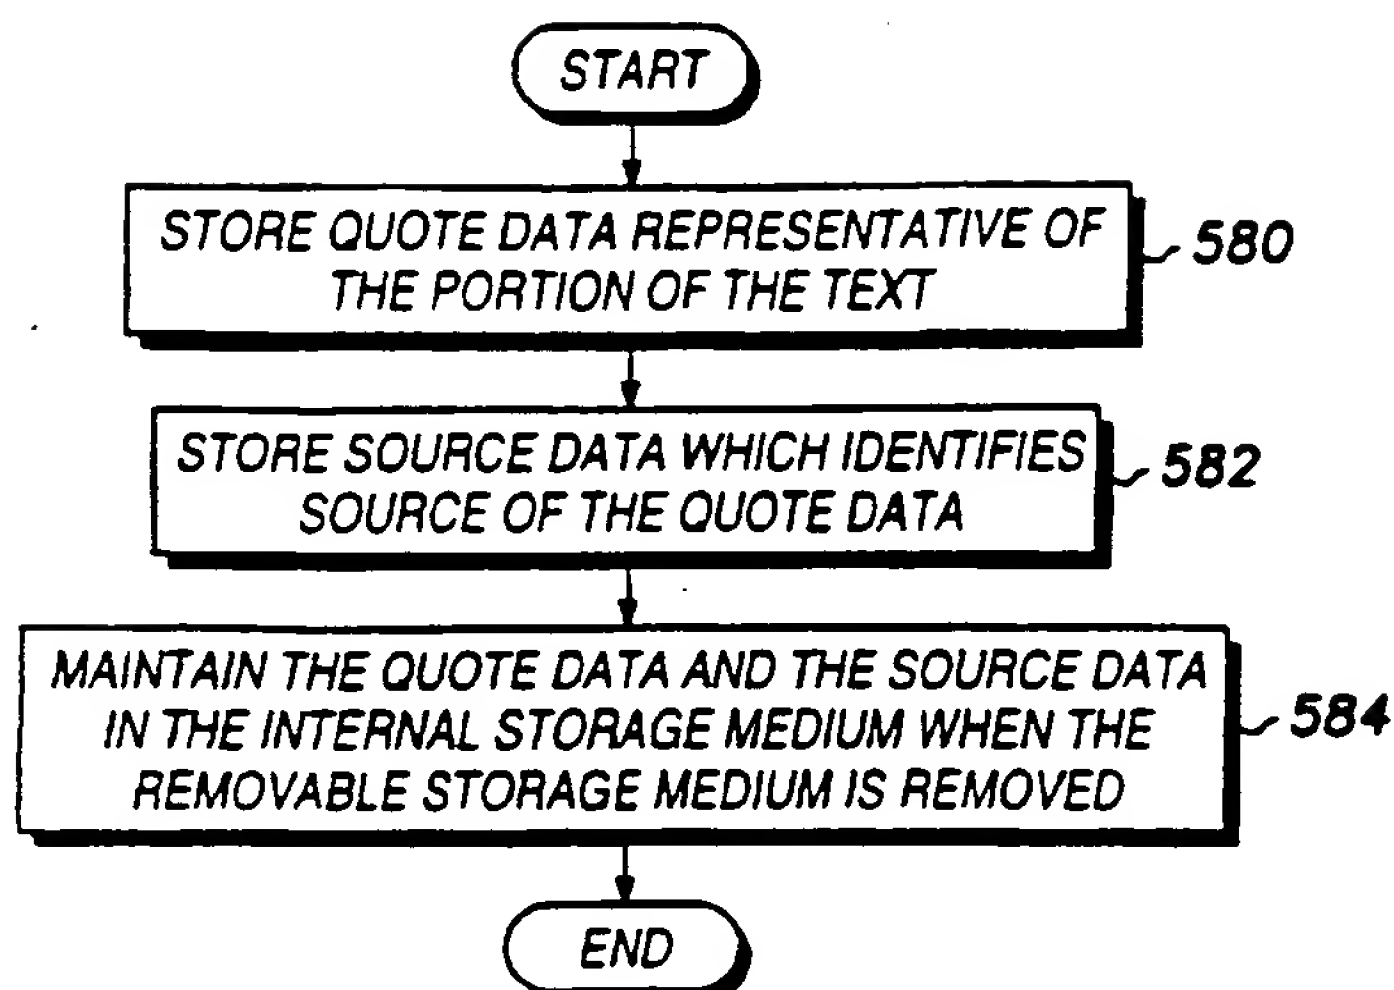 START
STORE QUOTE DATA REPRESENTATIVE OF
THE PORTION OF THE TEXT
580
STORE SOURCE DATA WHICH IDENTIFIES
SOURCE OF THE QUOTE DATA
582
MAINTAIN THE QUOTE DATA AND THE SOURCE DATA
IN THE INTERNAL STORAGE MEDIUM WHEN THE
REMOVABLE STORAGE MEDIUM IS REMOVED
584
END